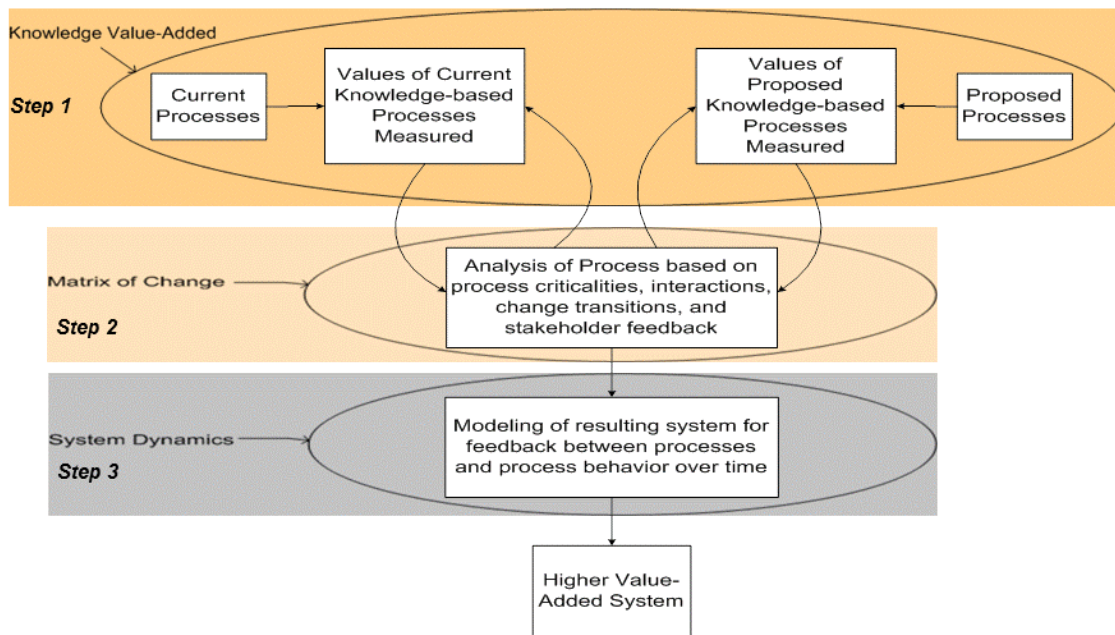 Knowledge Value-Added
Step 1
Current
Processes
Values of Current
Knowledge-based
Processes
Measured
Values of
Proposed
Knowledge-based
Processes
Measured
Proposed
Processes
Matrix of Change
Step 2
Analysis of Process based on
process criticalities, interactions,
change transitions, and
stakeholder feedback
System Dynamics
Step 3
Modeling of resulting system for
feedback between processes
and process behavior over time
Higher Value-
Added System